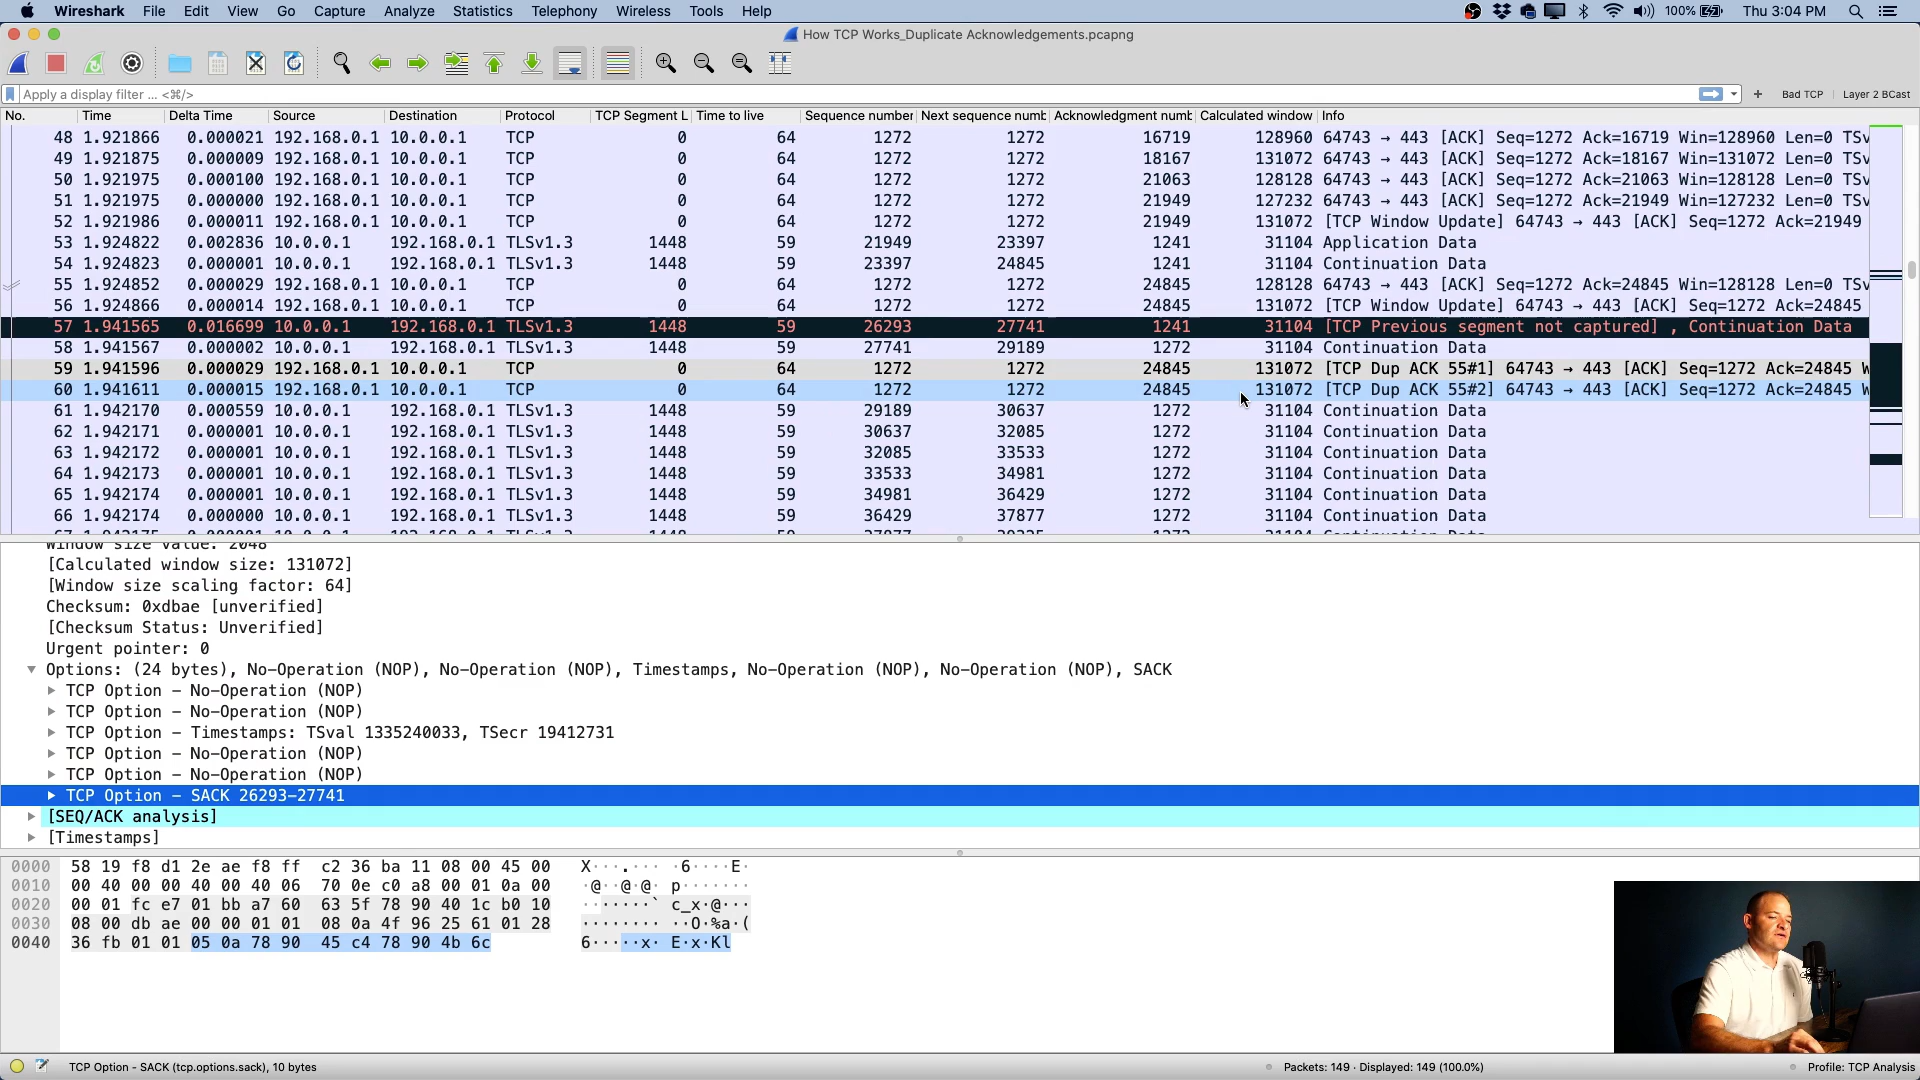 Wireshark File Edit View Go Capture Analyze Statistics Telephony Wireless Tools Help 100% Thu 3:04 PM
How TCP Works_Duplicate Acknowledgements.pcapng
Apply a display filter … <⌘/> + Bad TCP Layer 2 BCast
No. Time Delta Time Source Destination Protocol TCP Segment L Time to live Sequence number Next sequence numb Acknowledgment numb Calculated window Info
48 1.921866 0.000021 192.168.0.1 10.0.0.1 TCP 0 64 1272 1272 16719 128960 64743 → 443 [ACK] Seq=1272 Ack=16719 Win=128960 Len=0 TSv
49 1.921875 0.000009 192.168.0.1 10.0.0.1 TCP 0 64 1272 1272 18167 131072 64743 → 443 [ACK] Seq=1272 Ack=18167 Win=131072 Len=0 TSv
50 1.921975 0.000100 192.168.0.1 10.0.0.1 TCP 0 64 1272 1272 21063 128128 64743 → 443 [ACK] Seq=1272 Ack=21063 Win=128128 Len=0 TSv
51 1.921975 0.000000 192.168.0.1 10.0.0.1 TCP 0 64 1272 1272 21949 127232 64743 → 443 [ACK] Seq=1272 Ack=21949 Win=127232 Len=0 TSv
52 1.921986 0.000011 192.168.0.1 10.0.0.1 TCP 0 64 1272 1272 21949 131072 [TCP Window Update] 64743 → 443 [ACK] Seq=1272 Ack=21949
53 1.924822 0.002836 10.0.0.1 192.168.0.1 TLSv1.3 1448 59 21949 23397 1241 31104 Application Data
54 1.924823 0.000001 10.0.0.1 192.168.0.1 TLSv1.3 1448 59 23397 24845 1241 31104 Continuation Data
55 1.924852 0.000029 192.168.0.1 10.0.0.1 TCP 0 64 1272 1272 24845 128128 64743 → 443 [ACK] Seq=1272 Ack=24845 Win=128128 Len=0 TSv
56 1.924866 0.000014 192.168.0.1 10.0.0.1 TCP 0 64 1272 1272 24845 131072 [TCP Window Update] 64743 → 443 [ACK] Seq=1272 Ack=24845
57 1.941565 0.016699 10.0.0.1 192.168.0.1 TLSv1.3 1448 59 26293 27741 1241 31104 [TCP Previous segment not captured] , Continuation Data
58 1.941567 0.000002 10.0.0.1 192.168.0.1 TLSv1.3 1448 59 27741 29189 1272 31104 Continuation Data
59 1.941596 0.000029 192.168.0.1 10.0.0.1 TCP 0 64 1272 1272 24845 131072 [TCP Dup ACK 55#1] 64743 → 443 [ACK] Seq=1272 Ack=24845 W
60 1.941611 0.000015 192.168.0.1 10.0.0.1 TCP 0 64 1272 1272 24845 131072 [TCP Dup ACK 55#2] 64743 → 443 [ACK] Seq=1272 Ack=24845 W
61 1.942170 0.000559 10.0.0.1 192.168.0.1 TLSv1.3 1448 59 29189 30637 1272 31104 Continuation Data
62 1.942171 0.000001 10.0.0.1 192.168.0.1 TLSv1.3 1448 59 30637 32085 1272 31104 Continuation Data
63 1.942172 0.000001 10.0.0.1 192.168.0.1 TLSv1.3 1448 59 32085 33533 1272 31104 Continuation Data
64 1.942173 0.000001 10.0.0.1 192.168.0.1 TLSv1.3 1448 59 33533 34981 1272 31104 Continuation Data
65 1.942174 0.000001 10.0.0.1 192.168.0.1 TLSv1.3 1448 59 34981 36429 1272 31104 Continuation Data
66 1.942174 0.000000 10.0.0.1 192.168.0.1 TLSv1.3 1448 59 36429 37877 1272 31104 Continuation Data
Window size value: 2048
[Calculated window size: 131072]
[Window size scaling factor: 64]
Checksum: 0xdbae [unverified]
[Checksum Status: Unverified]
Urgent pointer: 0
Options: (24 bytes), No-Operation (NOP), No-Operation (NOP), Timestamps, No-Operation (NOP), No-Operation (NOP), SACK
TCP Option – No-Operation (NOP)
TCP Option – No-Operation (NOP)
TCP Option – Timestamps: TSval 1335240033, TSecr 19412731
TCP Option – No-Operation (NOP)
TCP Option – No-Operation (NOP)
TCP Option – SACK 26293-27741
[SEQ/ACK analysis]
[Timestamps]
0000 58 19 f8 d1 2e ae f8 ff c2 36 ba 11 08 00 45 00 X···.··· ·6····E·
0010 00 40 00 00 40 00 40 06 70 0e c0 a8 00 01 0a 00 ·@··@·@· p·······
0020 00 01 fc e7 01 bb a7 60 63 5f 78 90 40 1c b0 10 ·······` c_x·@···
0030 08 00 db ae 00 00 01 01 08 0a 4f 96 25 61 01 28 ········ ··O·%a·(
0040 36 fb 01 01 05 0a 78 90 45 c4 78 90 4b 6c 6·····x· E·x·Kl
TCP Option - SACK (tcp.options.sack), 10 bytes Packets: 149 · Displayed: 149 (100.0%) Profile: TCP Analysis